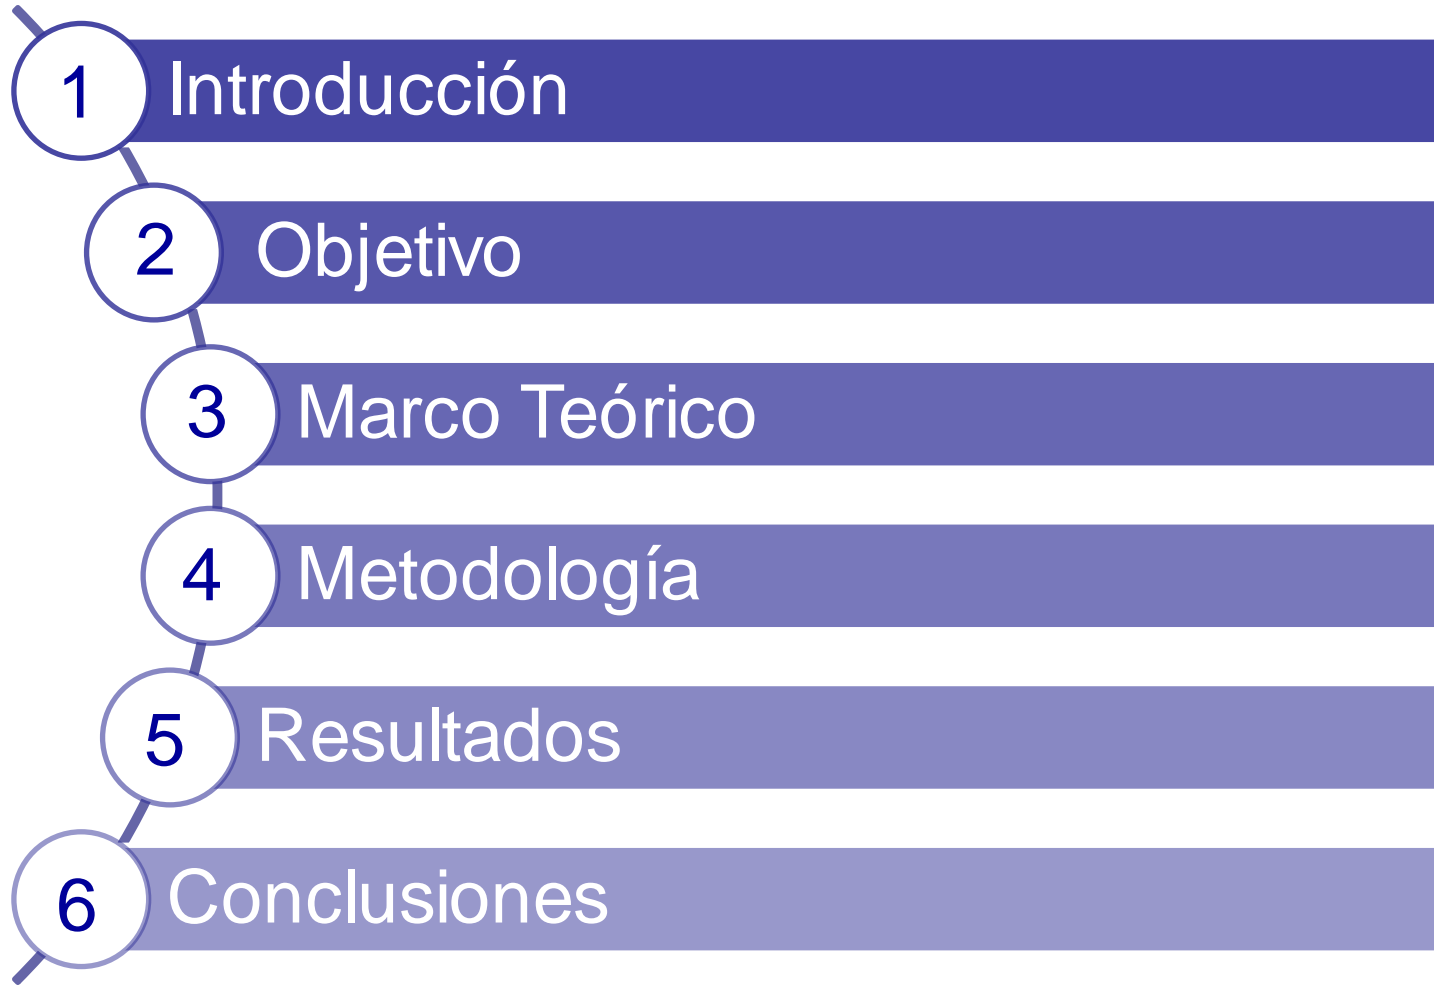 1 Introducción
2 Objetivo
3 Marco Teórico
4 Metodología
5 Resultados
6 Conclusiones